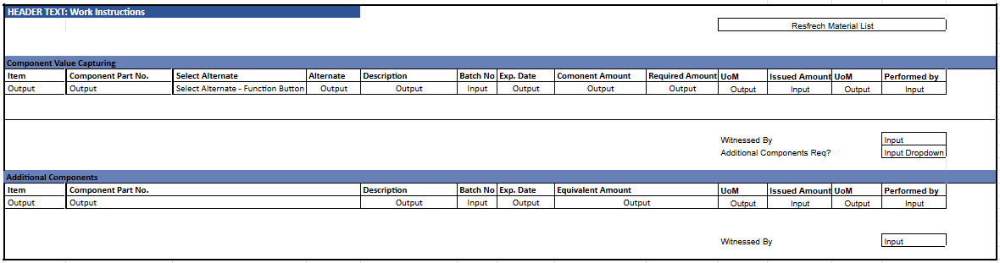 HEADER TEXT: Work Instructions
Resfrech Material List
Component Value Capturing
Item Component Part No. Select Alternate Alternate Description Batch No Exp. Date Comonent Amount Required Amount UoM Issued Amount UoM Performed by
Output Output Select Alternate - Function Button Output Output Input Output Output Output Output Input Output Input
Witnessed By Input
Additional Components Req? Input Dropdown
Additional Components
Item Component Part No. Description Batch No Exp. Date Equivalent Amount UoM Issued Amount UoM Performed by
Output Output Output Input Output Output Output Input Output Input
Witnessed By Input